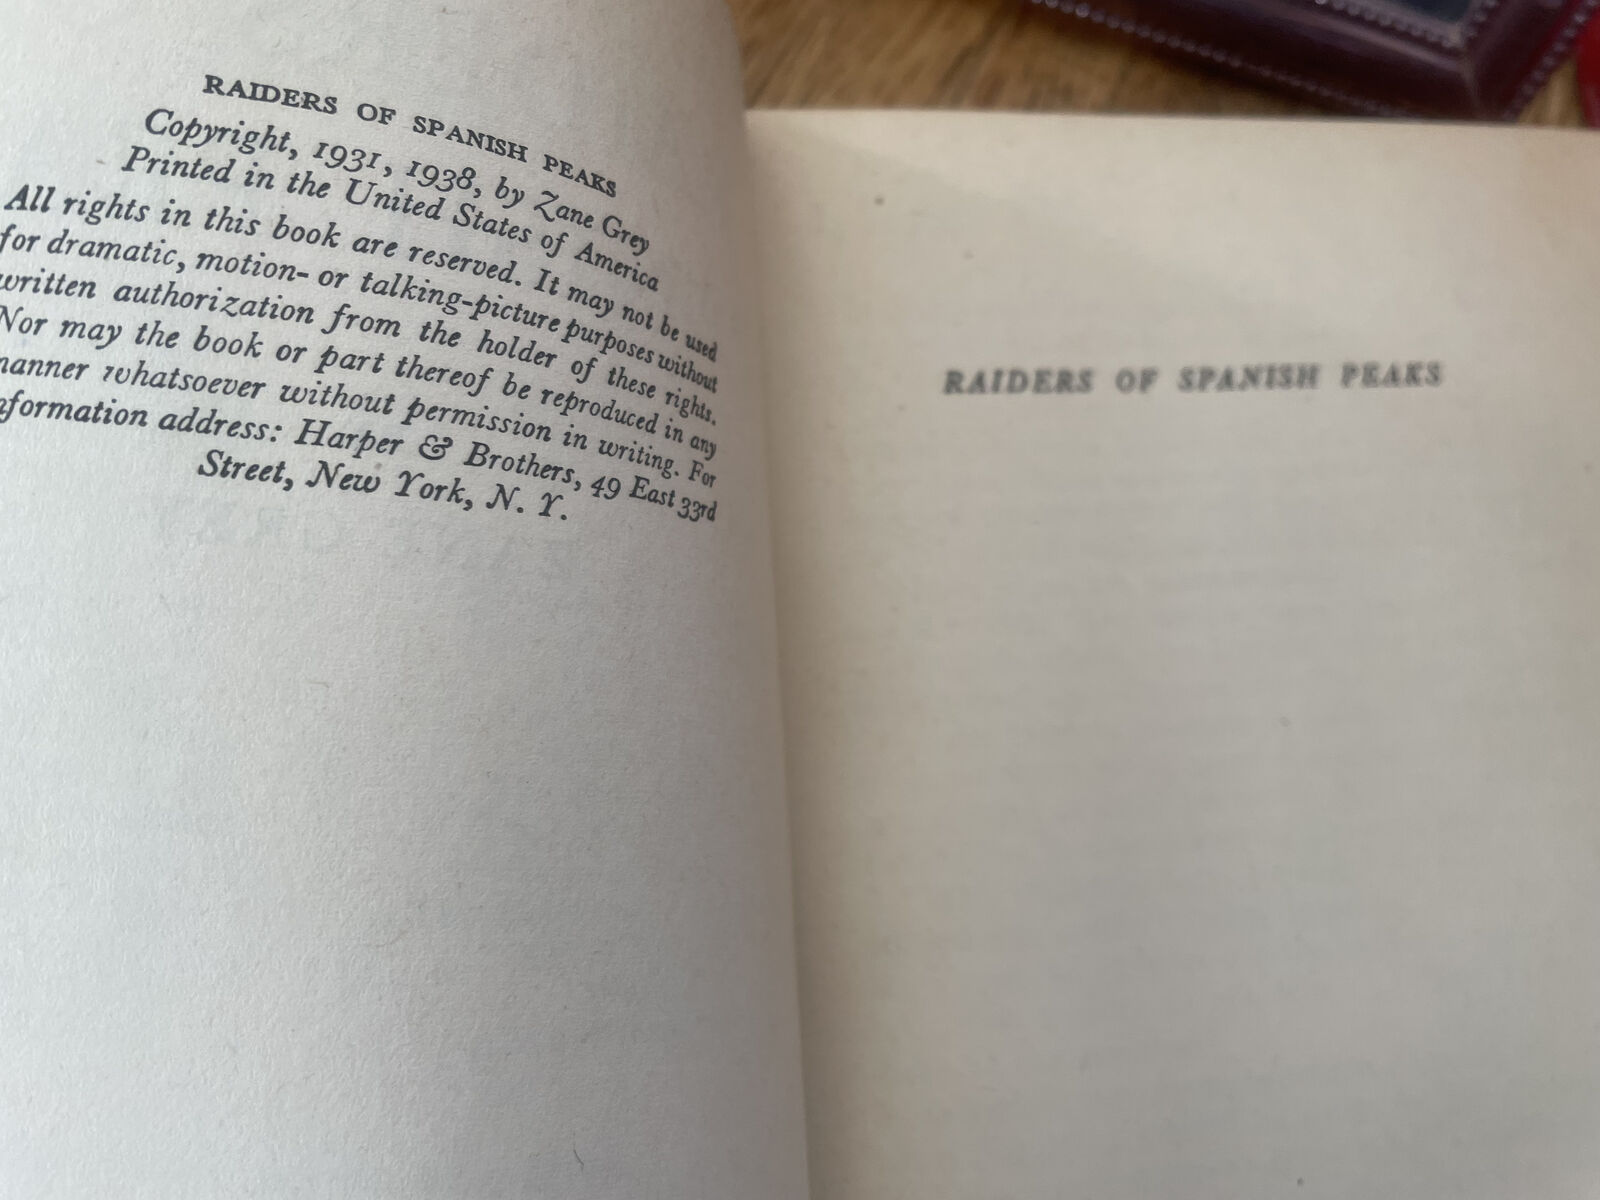 RAIDERS OF SPANISH PEAKS
Copyright, 1931, 1938, by Zane Grey
Printed in the United States of America
All rights in this book are reserved. It may not be used
for dramatic, motion- or talking-picture purposes without
written authorization from the holder of these rights.
Nor may the book or part thereof be reproduced in any
manner whatsoever without permission in writing. For
information address: Harper & Brothers, 49 East 33rd
Street, New York, N. Y.
RAIDERS OF SPANISH PEAKS